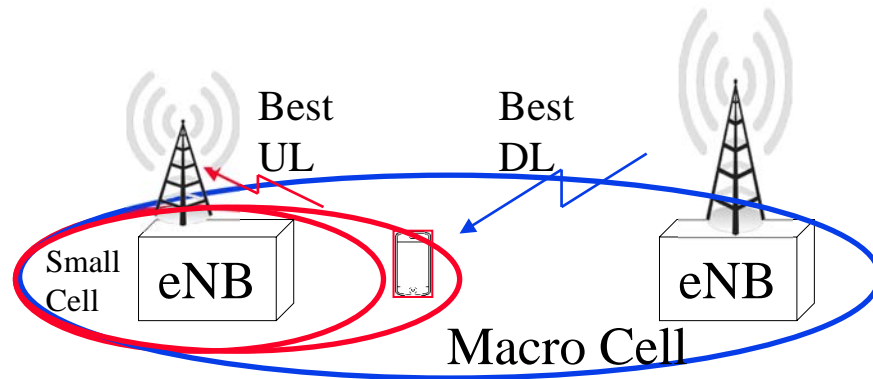 Best
UL
Best
DL
Small
Cell
eNB
eNB
Macro Cell